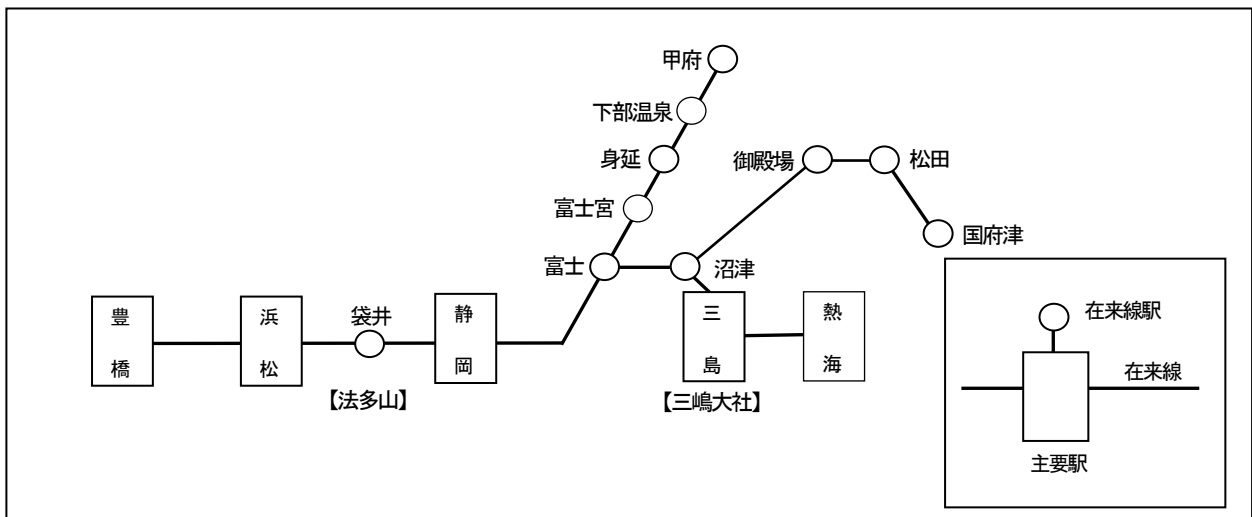 甲府
下部温泉
身延
御殿場
松田
富士宮
国府津
富士
沼津
豊橋
浜松
袋井
静岡
三島
熱海
【法多山】
【三嶋大社】
在来線駅
在来線
主要駅